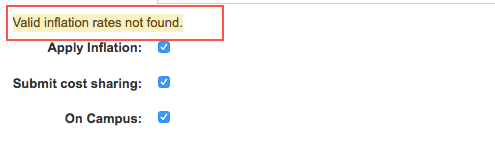 Valid inflation rates not found.
Apply Inflation:
Submit cost sharing:
On Campus: